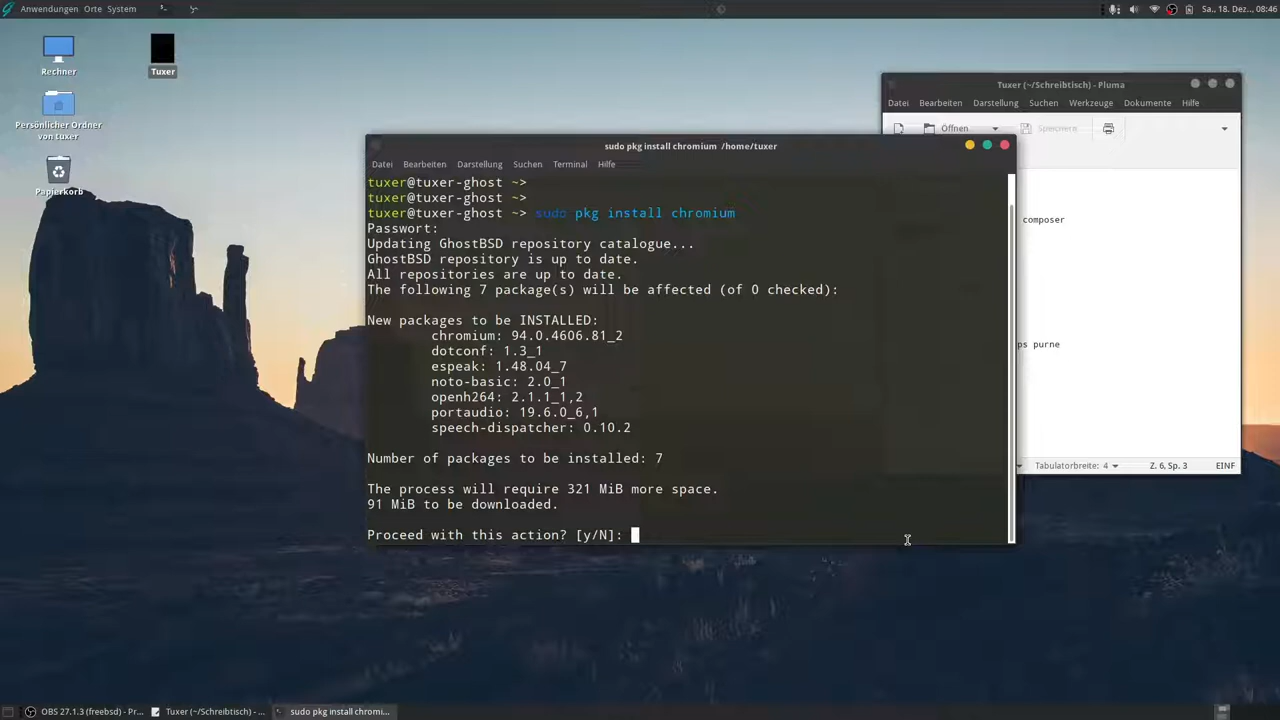 Anwendungen Orte System
Sa., 18. Dez., 08:46
Rechner
Tuxer
Persönlicher Ordner
von tuxer
Papierkorb
Tuxer (~/Schreibtisch) - Pluma
Datei Bearbeiten Darstellung Suchen Werkzeuge Dokumente Hilfe
Öffnen Speichern
composer
ps purne
Tabulatorbreite: 4 Z. 6, Sp. 3 EINF
sudo pkg install chromium /home/tuxer
Datei Bearbeiten Darstellung Suchen Terminal Hilfe
tuxer@tuxer-ghost ~>
tuxer@tuxer-ghost ~>
tuxer@tuxer-ghost ~> sudo pkg install chromium
Passwort:
Updating GhostBSD repository catalogue...
GhostBSD repository is up to date.
All repositories are up to date.
The following 7 package(s) will be affected (of 0 checked):
New packages to be INSTALLED:
chromium: 94.0.4606.81_2
dotconf: 1.3_1
espeak: 1.48.04_7
noto-basic: 2.0_1
openh264: 2.1.1_1,2
portaudio: 19.6.0_6,1
speech-dispatcher: 0.10.2
Number of packages to be installed: 7
The process will require 321 MiB more space.
91 MiB to be downloaded.
Proceed with this action? [y/N]:
OBS 27.1.3 (freebsd) - Pr... Tuxer (~/Schreibtisch) - ... sudo pkg install chromi...